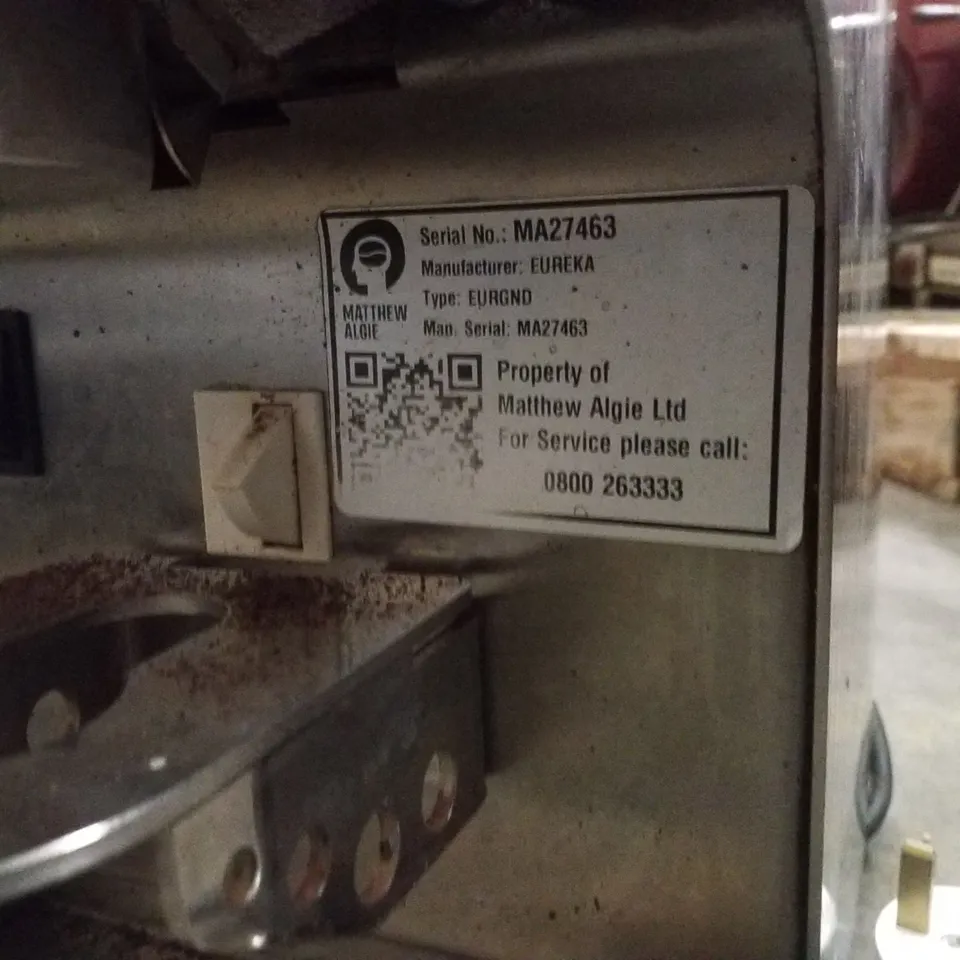 Serial No.: MA27463
Manufacturer: EUREKA
Type: EURGND
Man. Serial: MA27463
MATTHEW
ALGIE
Property of
Matthew Algie Ltd
For Service please call:
0800 263333